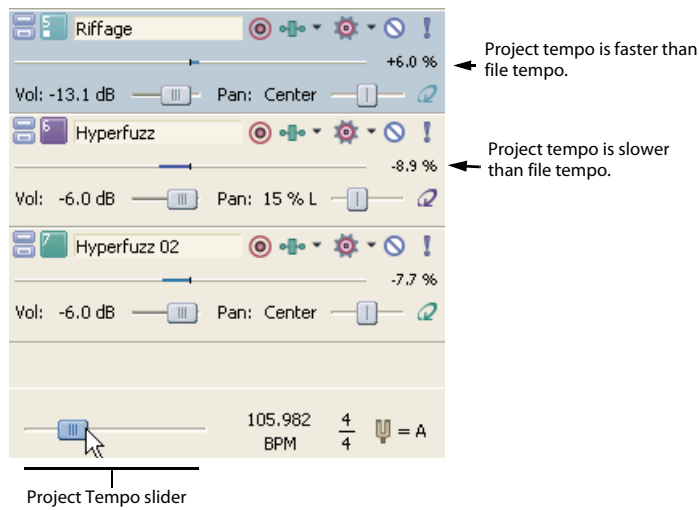 5 Riffage
+6.0 %
Project tempo is faster than
file tempo.
Vol: -13.1 dB Pan: Center
6 Hyperfuzz
-8.9 %
Project tempo is slower
than file tempo.
Vol: -6.0 dB Pan: 15 % L
7 Hyperfuzz 02
-7.7 %
Vol: -6.0 dB Pan: Center
105.982
BPM
4
4
= A
Project Tempo slider